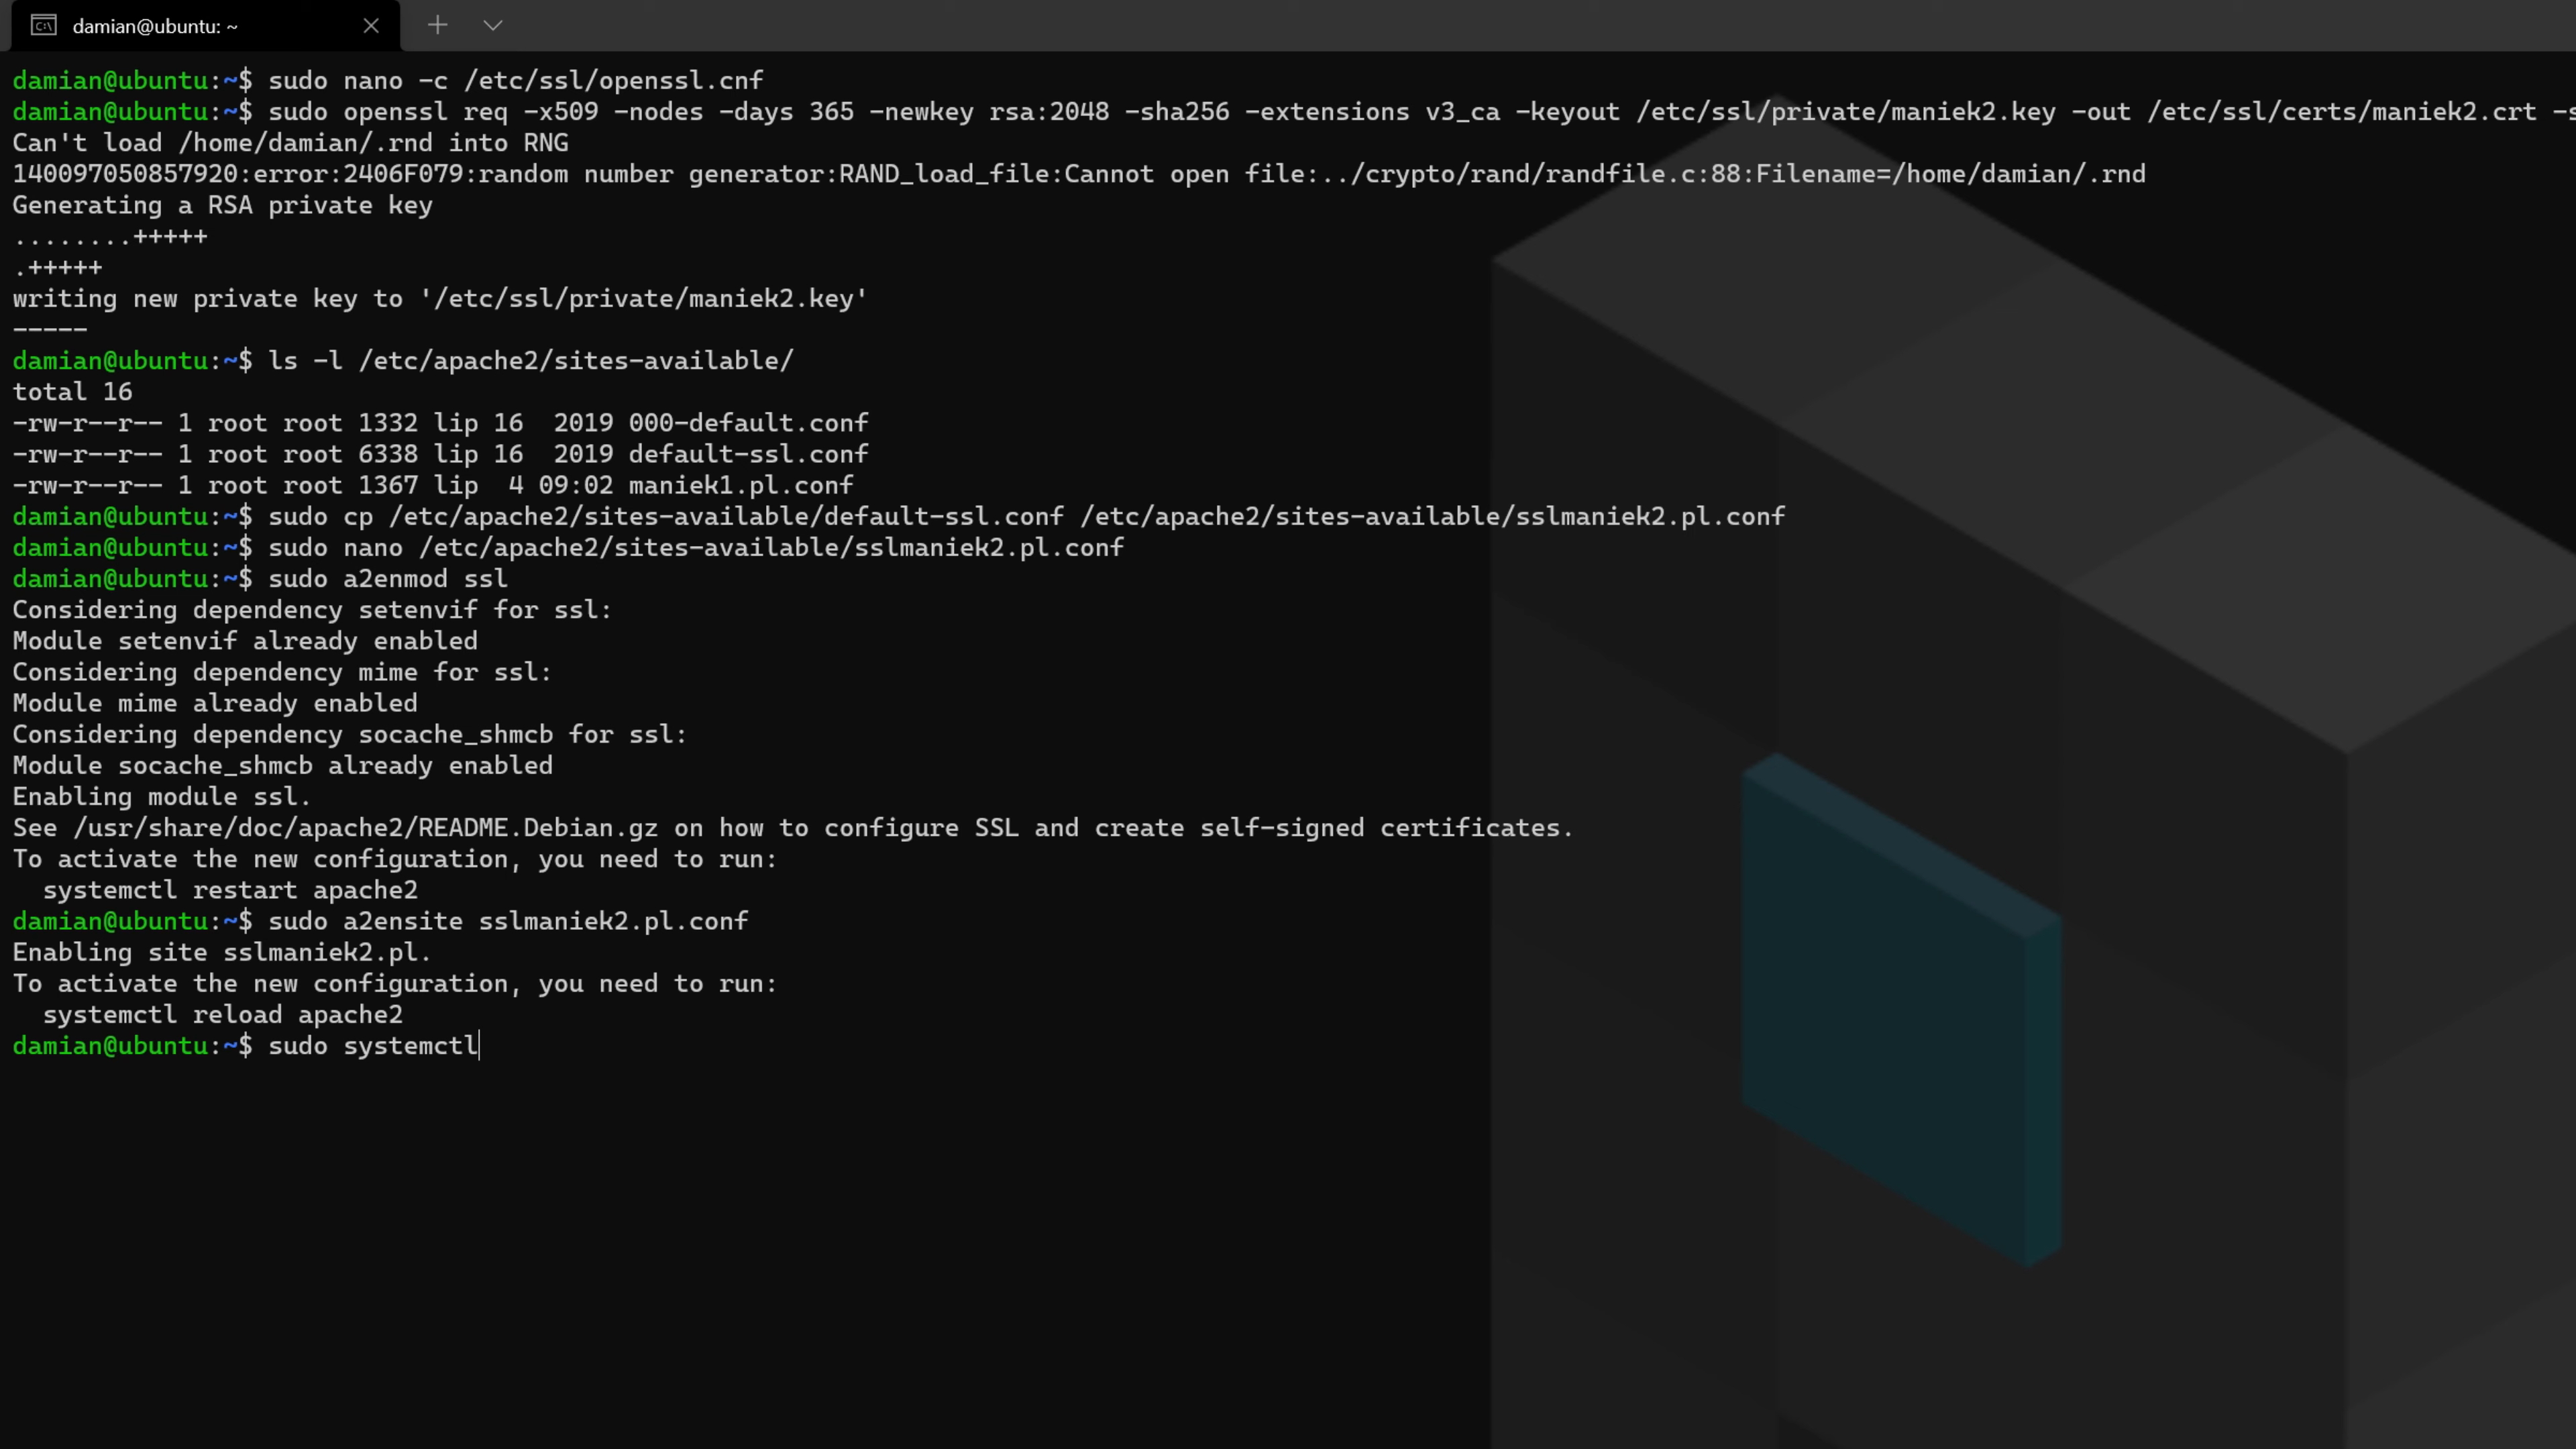 damian@ubuntu: ~
damian@ubuntu:~$ sudo nano -c /etc/ssl/openssl.cnf
damian@ubuntu:~$ sudo openssl req -x509 -nodes -days 365 -newkey rsa:2048 -sha256 -extensions v3_ca -keyout /etc/ssl/private/maniek2.key -out /etc/ssl/certs/maniek2.crt -s
Can't load /home/damian/.rnd into RNG
140097050857920:error:2406F079:random number generator:RAND_load_file:Cannot open file:../crypto/rand/randfile.c:88:Filename=/home/damian/.rnd
Generating a RSA private key
........+++++
.+++++
writing new private key to '/etc/ssl/private/maniek2.key'
-----
damian@ubuntu:~$ ls -l /etc/apache2/sites-available/
total 16
-rw-r--r-- 1 root root 1332 lip 16  2019 000-default.conf
-rw-r--r-- 1 root root 6338 lip 16  2019 default-ssl.conf
-rw-r--r-- 1 root root 1367 lip  4 09:02 maniek1.pl.conf
damian@ubuntu:~$ sudo cp /etc/apache2/sites-available/default-ssl.conf /etc/apache2/sites-available/sslmaniek2.pl.conf
damian@ubuntu:~$ sudo nano /etc/apache2/sites-available/sslmaniek2.pl.conf
damian@ubuntu:~$ sudo a2enmod ssl
Considering dependency setenvif for ssl:
Module setenvif already enabled
Considering dependency mime for ssl:
Module mime already enabled
Considering dependency socache_shmcb for ssl:
Module socache_shmcb already enabled
Enabling module ssl.
See /usr/share/doc/apache2/README.Debian.gz on how to configure SSL and create self-signed certificates.
To activate the new configuration, you need to run:
  systemctl restart apache2
damian@ubuntu:~$ sudo a2ensite sslmaniek2.pl.conf
Enabling site sslmaniek2.pl.
To activate the new configuration, you need to run:
  systemctl reload apache2
damian@ubuntu:~$ sudo systemctl